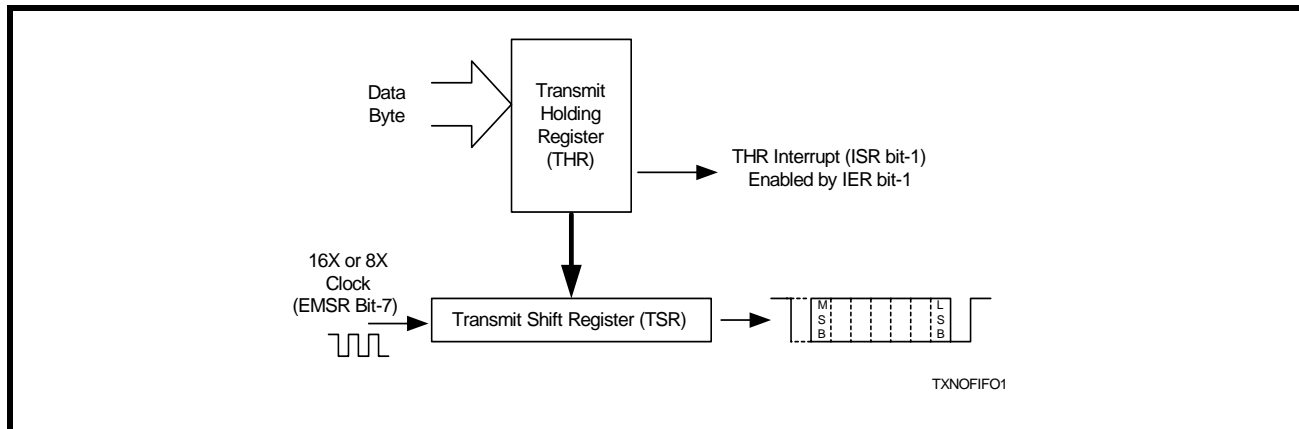 Data
Byte
Transmit
Holding
Register
(THR)
THR Interrupt (ISR bit-1)
Enabled by IER bit-1
16X or 8X
Clock
(EMSR Bit-7)
Transmit Shift Register (TSR)
M
S
B
L
S
B
TXNOFIFO1